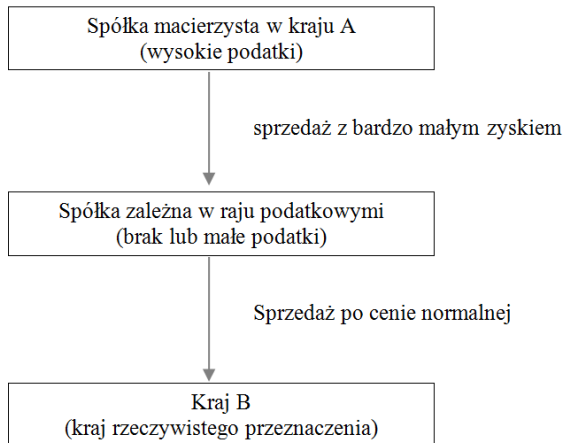 Spółka macierzysta w kraju A
(wysokie podatki)
sprzedaż z bardzo małym zyskiem
Spółka zależna w raju podatkowymi
(brak lub małe podatki)
Sprzedaż po cenie normalnej
Kraj B
(kraj rzeczywistego przeznaczenia)